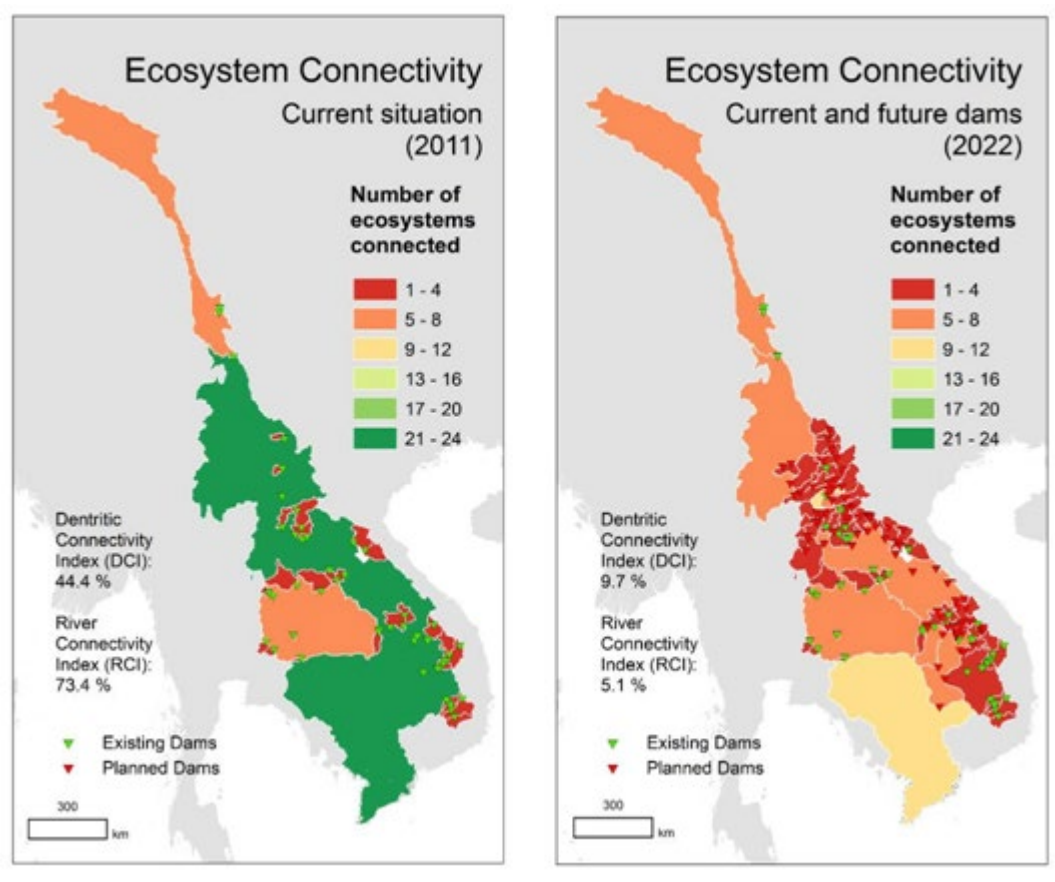 Ecosystem Connectivity
Current situation
(2011)
Number of
ecosystems
connected
1 - 4
5 - 8
9 - 12
13 - 16
17 - 20
21 - 24
Dentritic
Connectivity
Index (DCI):
44.4 %
River
Connectivity
Index (RCI):
73.4 %
Existing Dams
Planned Dams
300
km
Ecosystem Connectivity
Current and future dams
(2022)
Number of
ecosystems
connected
1 - 4
5 - 8
9 - 12
13 - 16
17 - 20
21 - 24
Dentritic
Connectivity
Index (DCI):
9.7 %
River
Connectivity
Index (RCI):
5.1 %
Existing Dams
Planned Dams
300
km